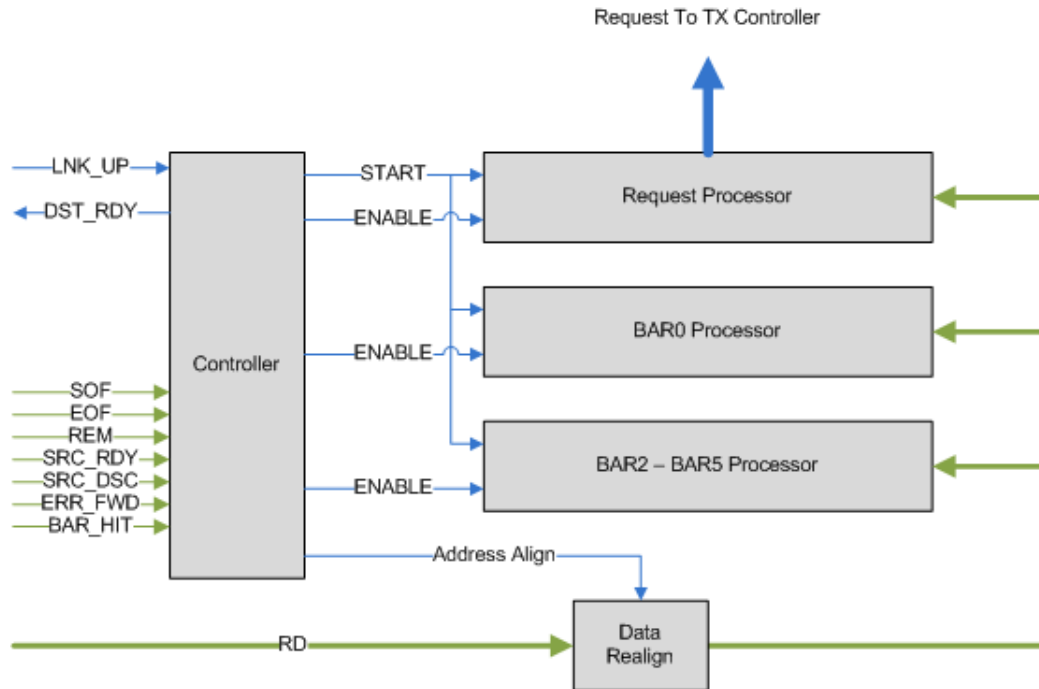 Request To TX Controller
LNK_UP
START
Request Processor
DST_RDY
ENABLE
BAR0 Processor
ENABLE
Controller
SOF
EOF
REM
SRC_RDY
SRC_DSC
ERR_FWD
BAR_HIT
BAR2 – BAR5 Processor
ENABLE
Address Align
RD
Data
Realign